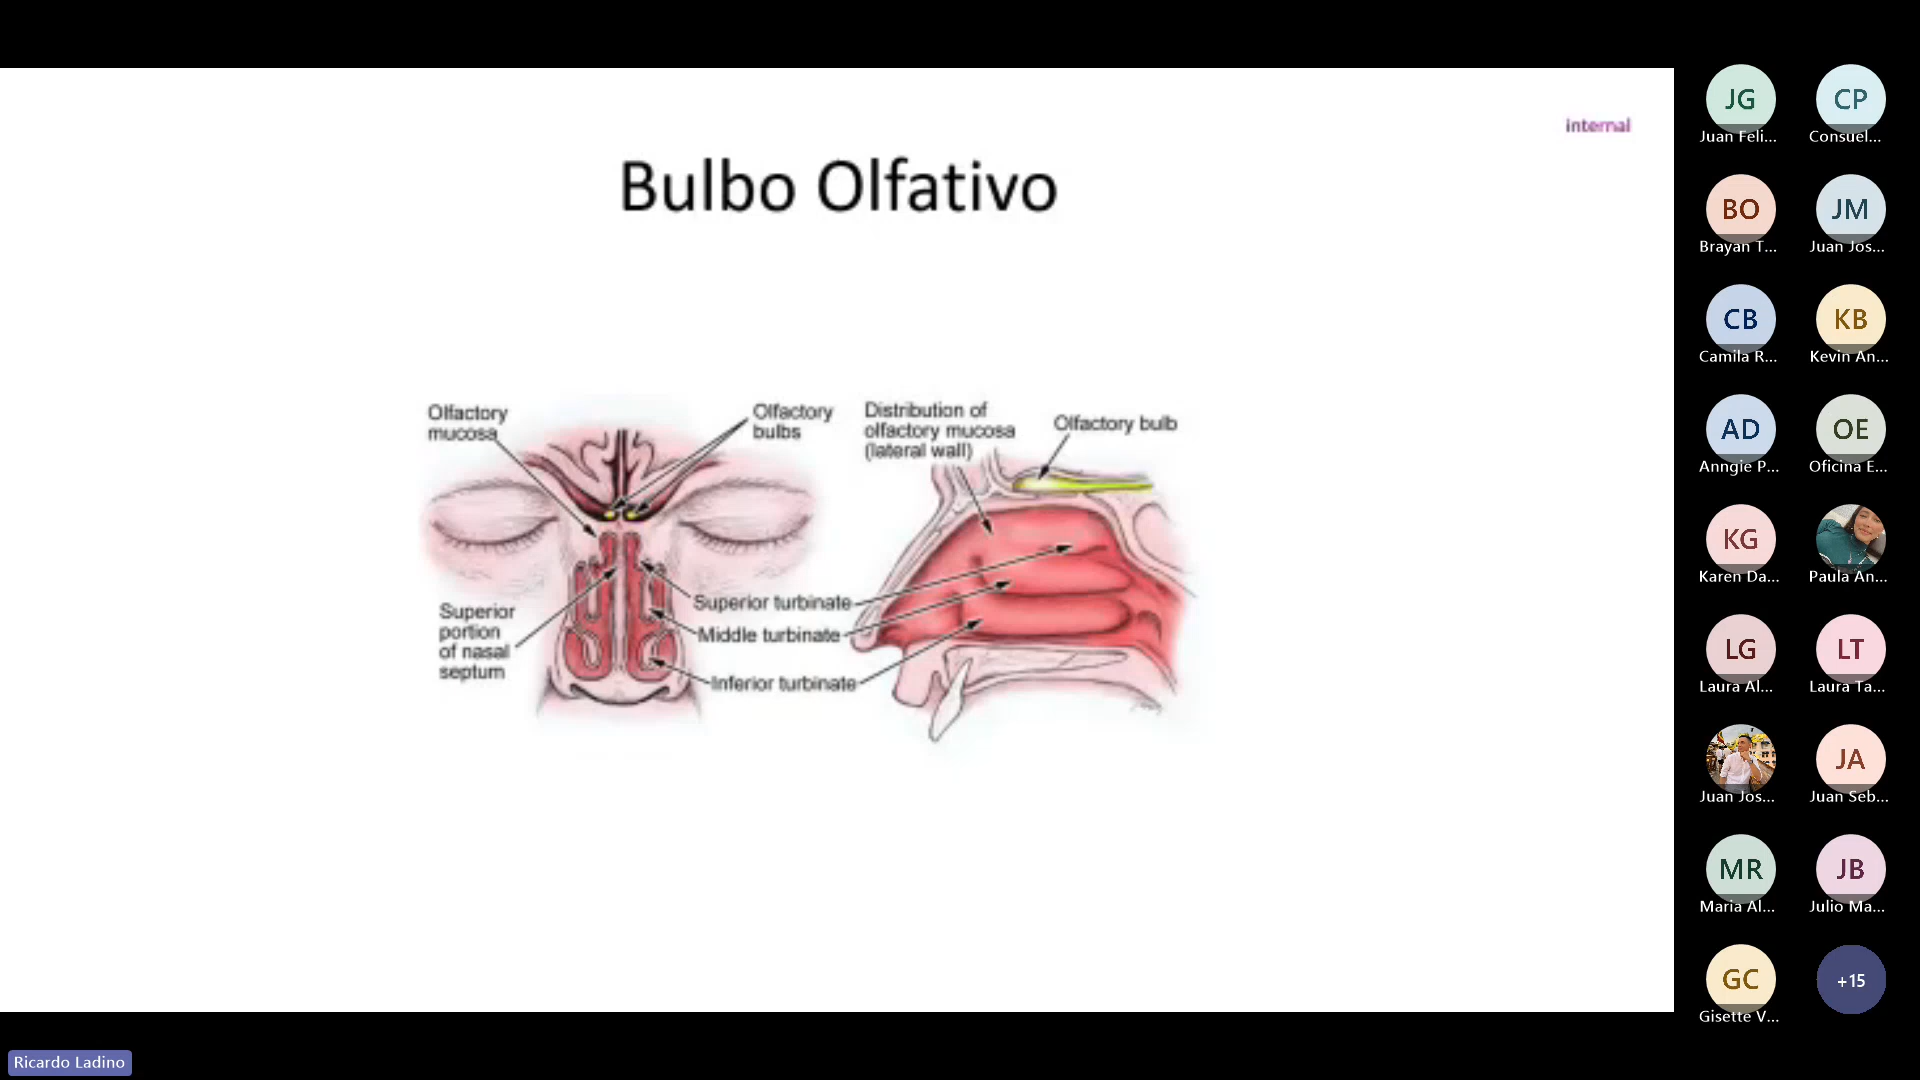 internal
Bulbo Olfativo
Olfactory
mucosa
Olfactory
bulbs
Distribution of
olfactory mucosa
(lateral wall)
Olfactory bulb
Superior
portion
of nasal
septum
Superior turbinate
Middle turbinate
Inferior turbinate
JG
Juan Feli...
CP
Consuel...
BO
Brayan T...
JM
Juan Jos...
CB
Camila R...
KB
Kevin An...
AD
Anngie P...
OE
Oficina E...
KG
Karen Da...
Paula An...
LG
Laura Al...
LT
Laura Ta...
Juan Jos...
JA
Juan Seb...
MR
Maria Al...
JB
Julio Ma...
GC
Gisette V...
+15
Ricardo Ladino